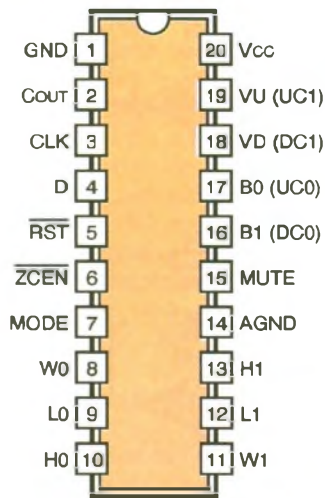 GND 1 20 Vcc
COUT 2 19 VU (UC1)
CLK 3 18 VD (DC1)
D 4 17 B0 (UC0)
RST 5 16 B1 (DC0)
ZCEN 6 15 MUTE
MODE 7 14 AGND
W0 8 13 H1
L0 9 12 L1
H0 10 11 W1